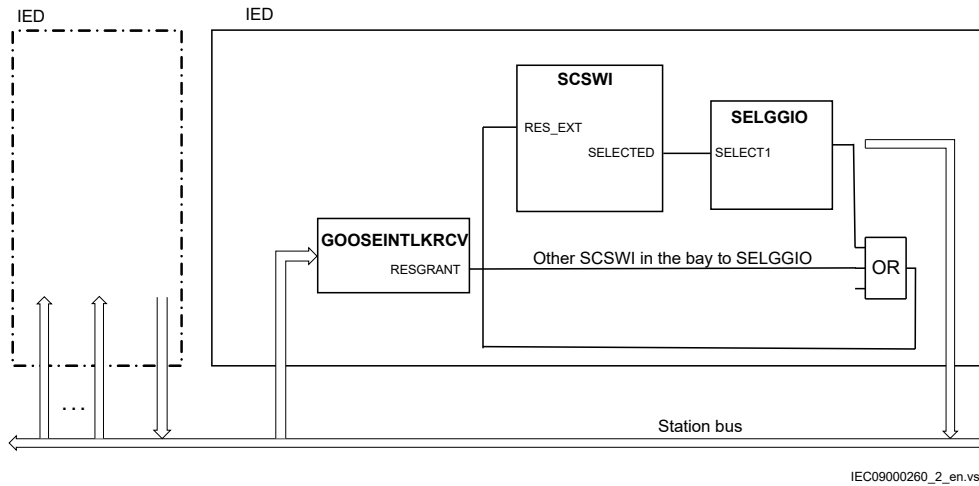 IED
IED
SCSWI
RES_EXT
SELECTED
SELGGIO
SELECT1
GOOSEINTLKRCV
RESGRANT
Other SCSWI in the bay to SELGGIO
OR
. . .
Station bus
IEC09000260_2_en.vs